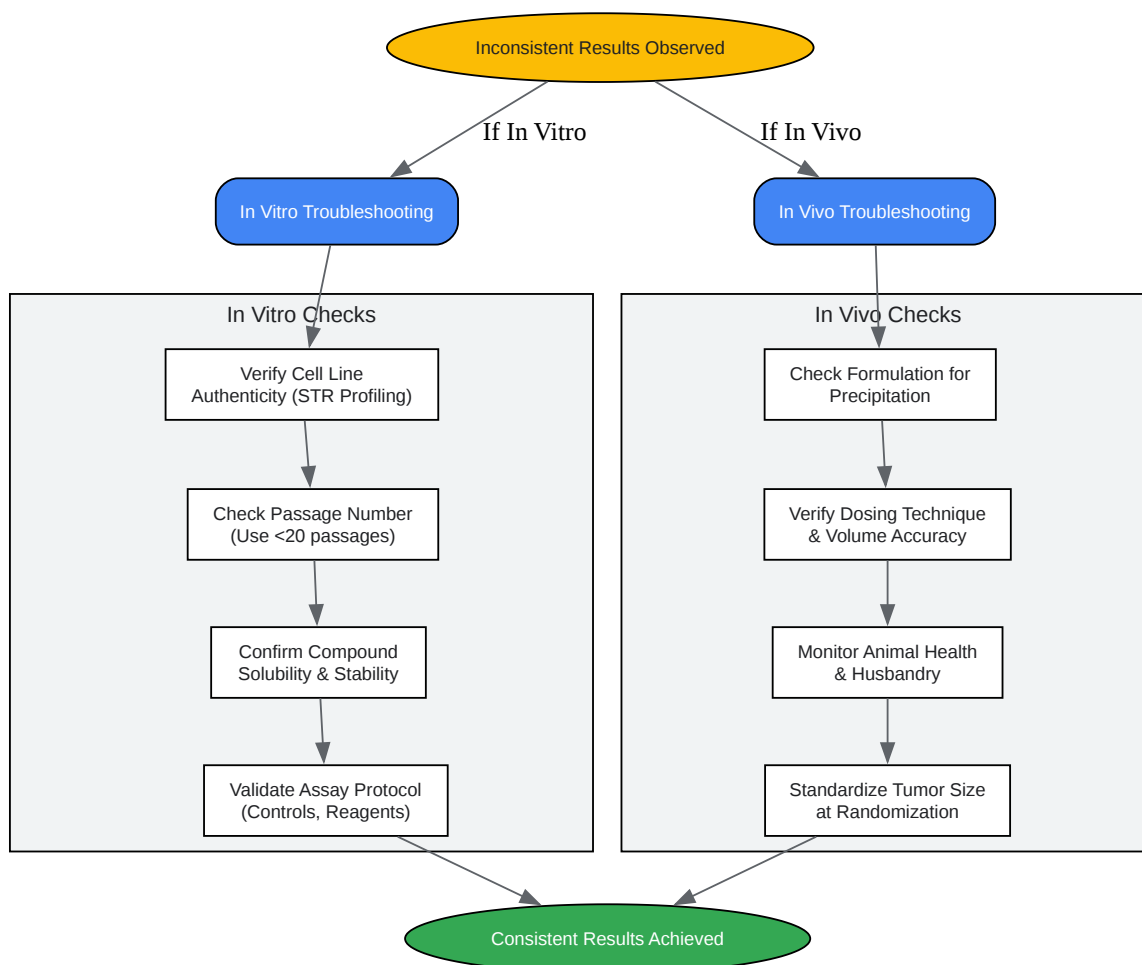 Inconsistent Results Observed
If In Vitro
If In Vivo
In Vitro Troubleshooting
In Vivo Troubleshooting
In Vitro Checks
Verify Cell Line
Authenticity (STR Profiling)
Check Passage Number
(Use <20 passages)
Confirm Compound
Solubility & Stability
Validate Assay Protocol
(Controls, Reagents)
In Vivo Checks
Check Formulation for
Precipitation
Verify Dosing Technique
& Volume Accuracy
Monitor Animal Health
& Husbandry
Standardize Tumor Size
at Randomization
Consistent Results Achieved